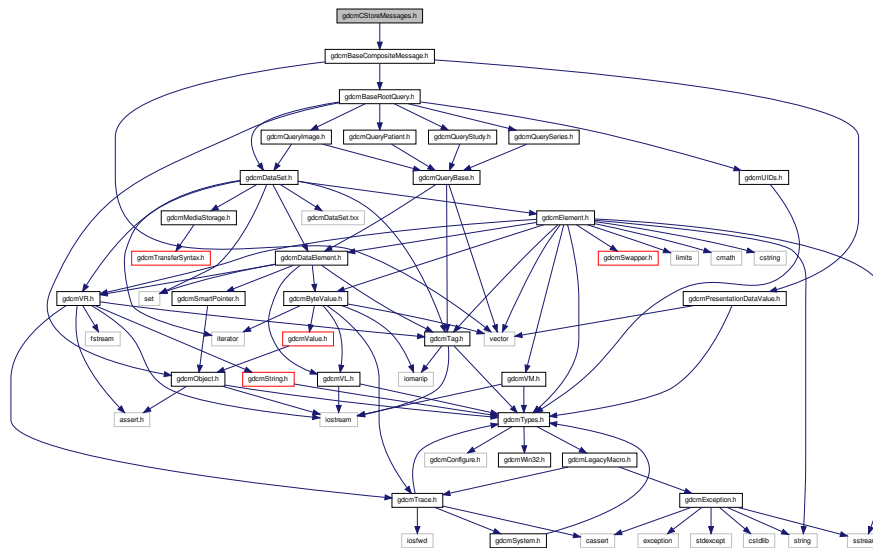 gdcmCStoreMessages.h
gdcmBaseCompositeMessage.h
gdcmBaseRootQuery.h
gdcmQueryImage.h
gdcmQueryPatient.h
gdcmQueryStudy.h
gdcmQuerySeries.h
gdcmDataSet.h
gdcmQueryBase.h
gdcmUIDs.h
gdcmMediaStorage.h
gdcmDataSet.txx
gdcmElement.h
gdcmTransferSyntax.h
gdcmDataElement.h
gdcmSwapper.h
limits
cmath
cstring
gdcmVR.h
set
gdcmSmartPointer.h
gdcmByteValue.h
gdcmPresentationDataValue.h
fstream
iterator
gdcmValue.h
gdcmTag.h
vector
gdcmObject.h
gdcmString.h
gdcmVL.h
iomanip
gdcmVM.h
assert.h
iostream
gdcmTypes.h
gdcmConfigure.h
gdcmWin32.h
gdcmLegacyMacro.h
gdcmTrace.h
gdcmException.h
iosfwd
gdcmSystem.h
cassert
exception
stdexcept
cstdlib
string